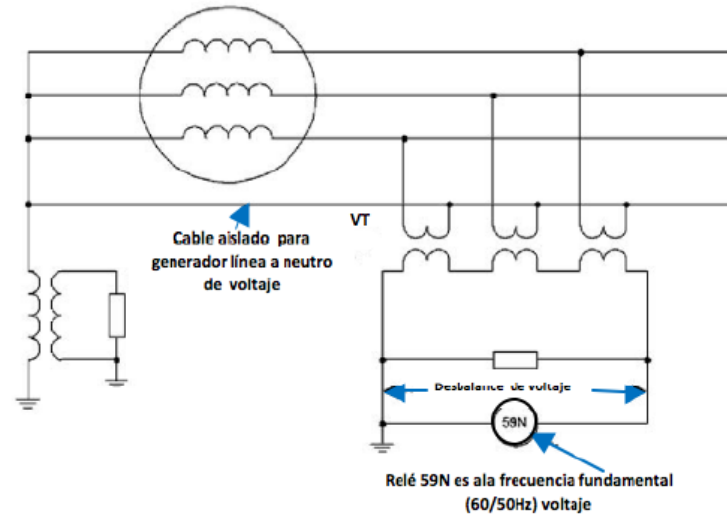 VT
Cable aislado para
generador línea a neutro
de voltaje
Desbalance de voltaje
59N
Relé 59N es ala frecuencia fundamental
(60/50Hz) voltaje